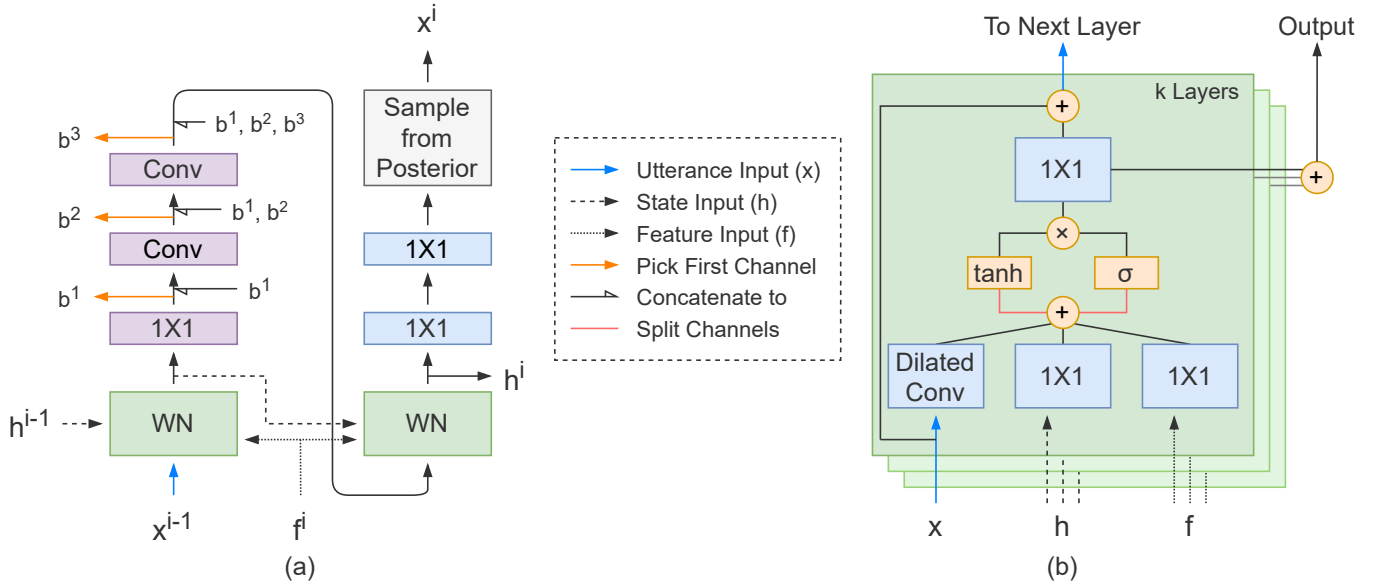 x^i
Sample
from
Posterior
b^1, b^2, b^3
b^3
Conv
b^2
b^1, b^2
Conv
1X1
b^1
b^1
1X1
1X1
h^i
h^{i-1}
WN
WN
x^{i-1}
f^i
(a)
Utterance Input (x)
State Input (h)
Feature Input (f)
Pick First Channel
Concatenate to
Split Channels
To Next Layer
Output
k Layers
+
1X1
+
×
tanh
σ
+
Dilated
Conv
1X1
1X1
x
h
f
(b)